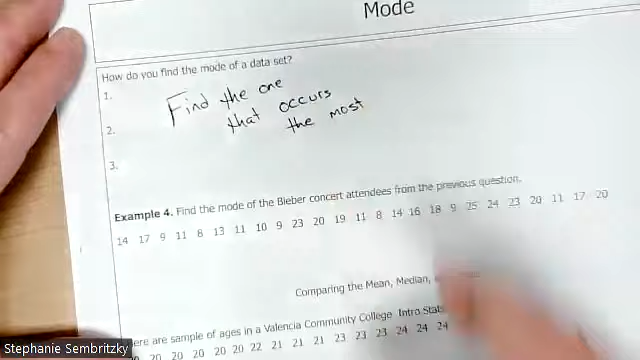 Mode
How do you find the mode of a data set?
1.
Find the one
that occurs
the most
2.
3.
Example 4. Find the mode of the Bieber concert attendees from the previous question.
14 17 9 11 8 13 11 10 9 23 20 19 11 8 14 16 18 9 25 24 23 20 11 17 20
Comparing the Mean, Median,
ere are sample of ages in a Valencia Community College Intro Stats
20 20 20 20 20 22 21 21 21 23 23 23 24 24 24
Stephanie Sembritzky